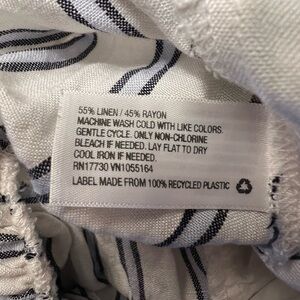 55% LINEN / 45% RAYON
MACHINE WASH COLD WITH LIKE COLORS.
GENTLE CYCLE. ONLY NON-CHLORINE
BLEACH IF NEEDED. LAY FLAT TO DRY
COOL IRON IF NEEDED.
RN17730 VN1055164
LABEL MADE FROM 100% RECYCLED PLASTIC